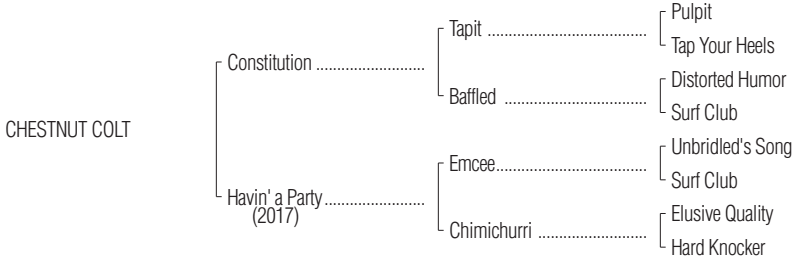 Pulpit
Tapit ......................................
Tap Your Heels
Constitution ..........................
Distorted Humor
Baffled ..................................
Surf Club
CHESTNUT COLT
Unbridled's Song
Emcee....................................
Surf Club
Havin' a Party........................
(2017)
Elusive Quality
Chimichurri ..........................
Hard Knocker